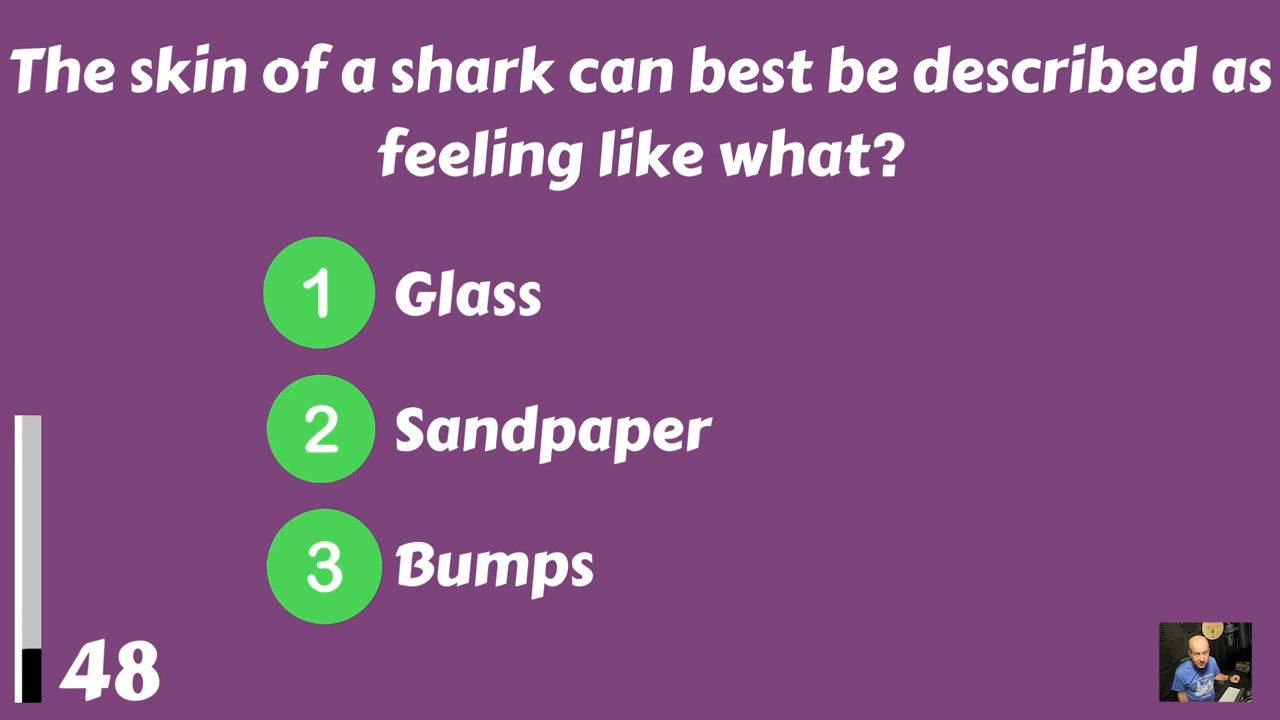 The skin of a shark can best be described as
feeling like what?
1 Glass
2 Sandpaper
3 Bumps
48